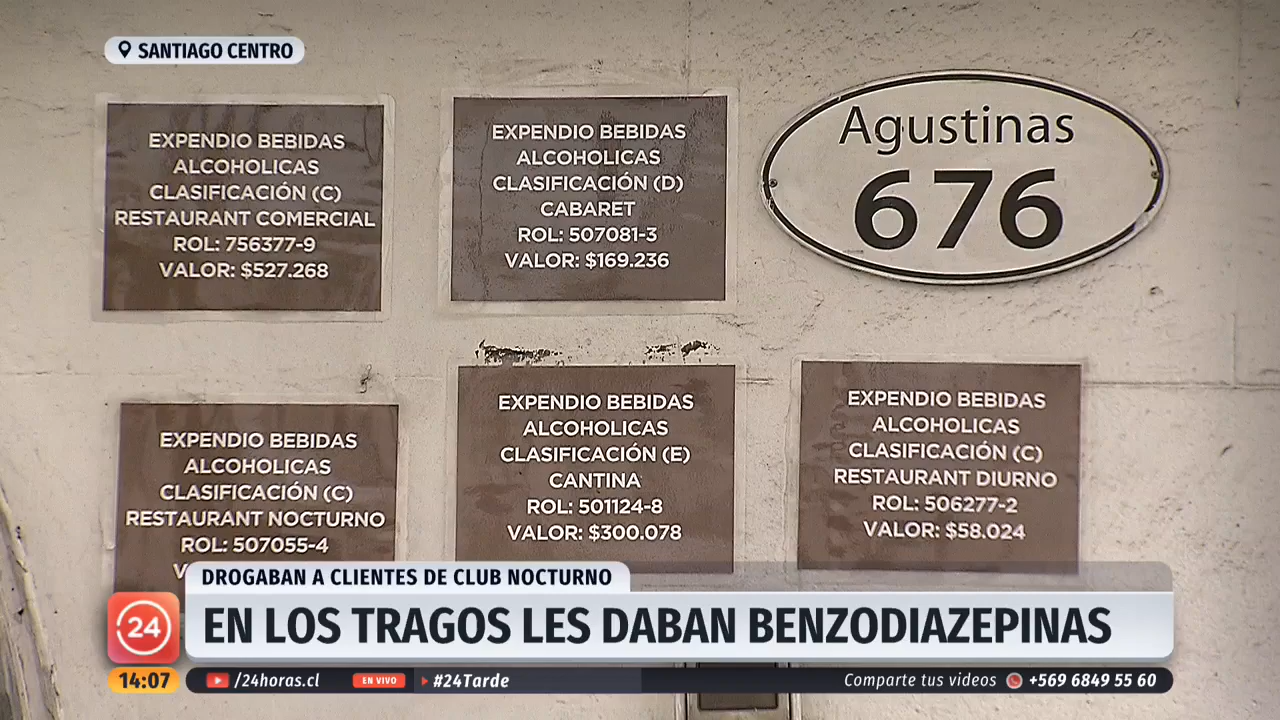 SANTIAGO CENTRO
EXPENDIO BEBIDAS
ALCOHOLICAS
CLASIFICACIÓN (C)
RESTAURANT COMERCIAL
ROL: 756377-9
VALOR: $527.268
EXPENDIO BEBIDAS
ALCOHOLICAS
CLASIFICACIÓN (D)
CABARET
ROL: 507081-3
VALOR: $169.236
Agustinas
676
EXPENDIO BEBIDAS
ALCOHOLICAS
CLASIFICACIÓN (C)
RESTAURANT NOCTURNO
ROL: 507055-4
EXPENDIO BEBIDAS
ALCOHOLICAS
CLASIFICACIÓN (E)
CANTINA
ROL: 501124-8
VALOR: $300.078
EXPENDIO BEBIDAS
ALCOHOLICAS
CLASIFICACIÓN (C)
RESTAURANT DIURNO
ROL: 506277-2
VALOR: $58.024
DROGABAN A CLIENTES DE CLUB NOCTURNO
24
EN LOS TRAGOS LES DABAN BENZODIAZEPINAS
14:07
/24horas.cl
EN VIVO
#24Tarde
Comparte tus videos
+569 6849 55 60